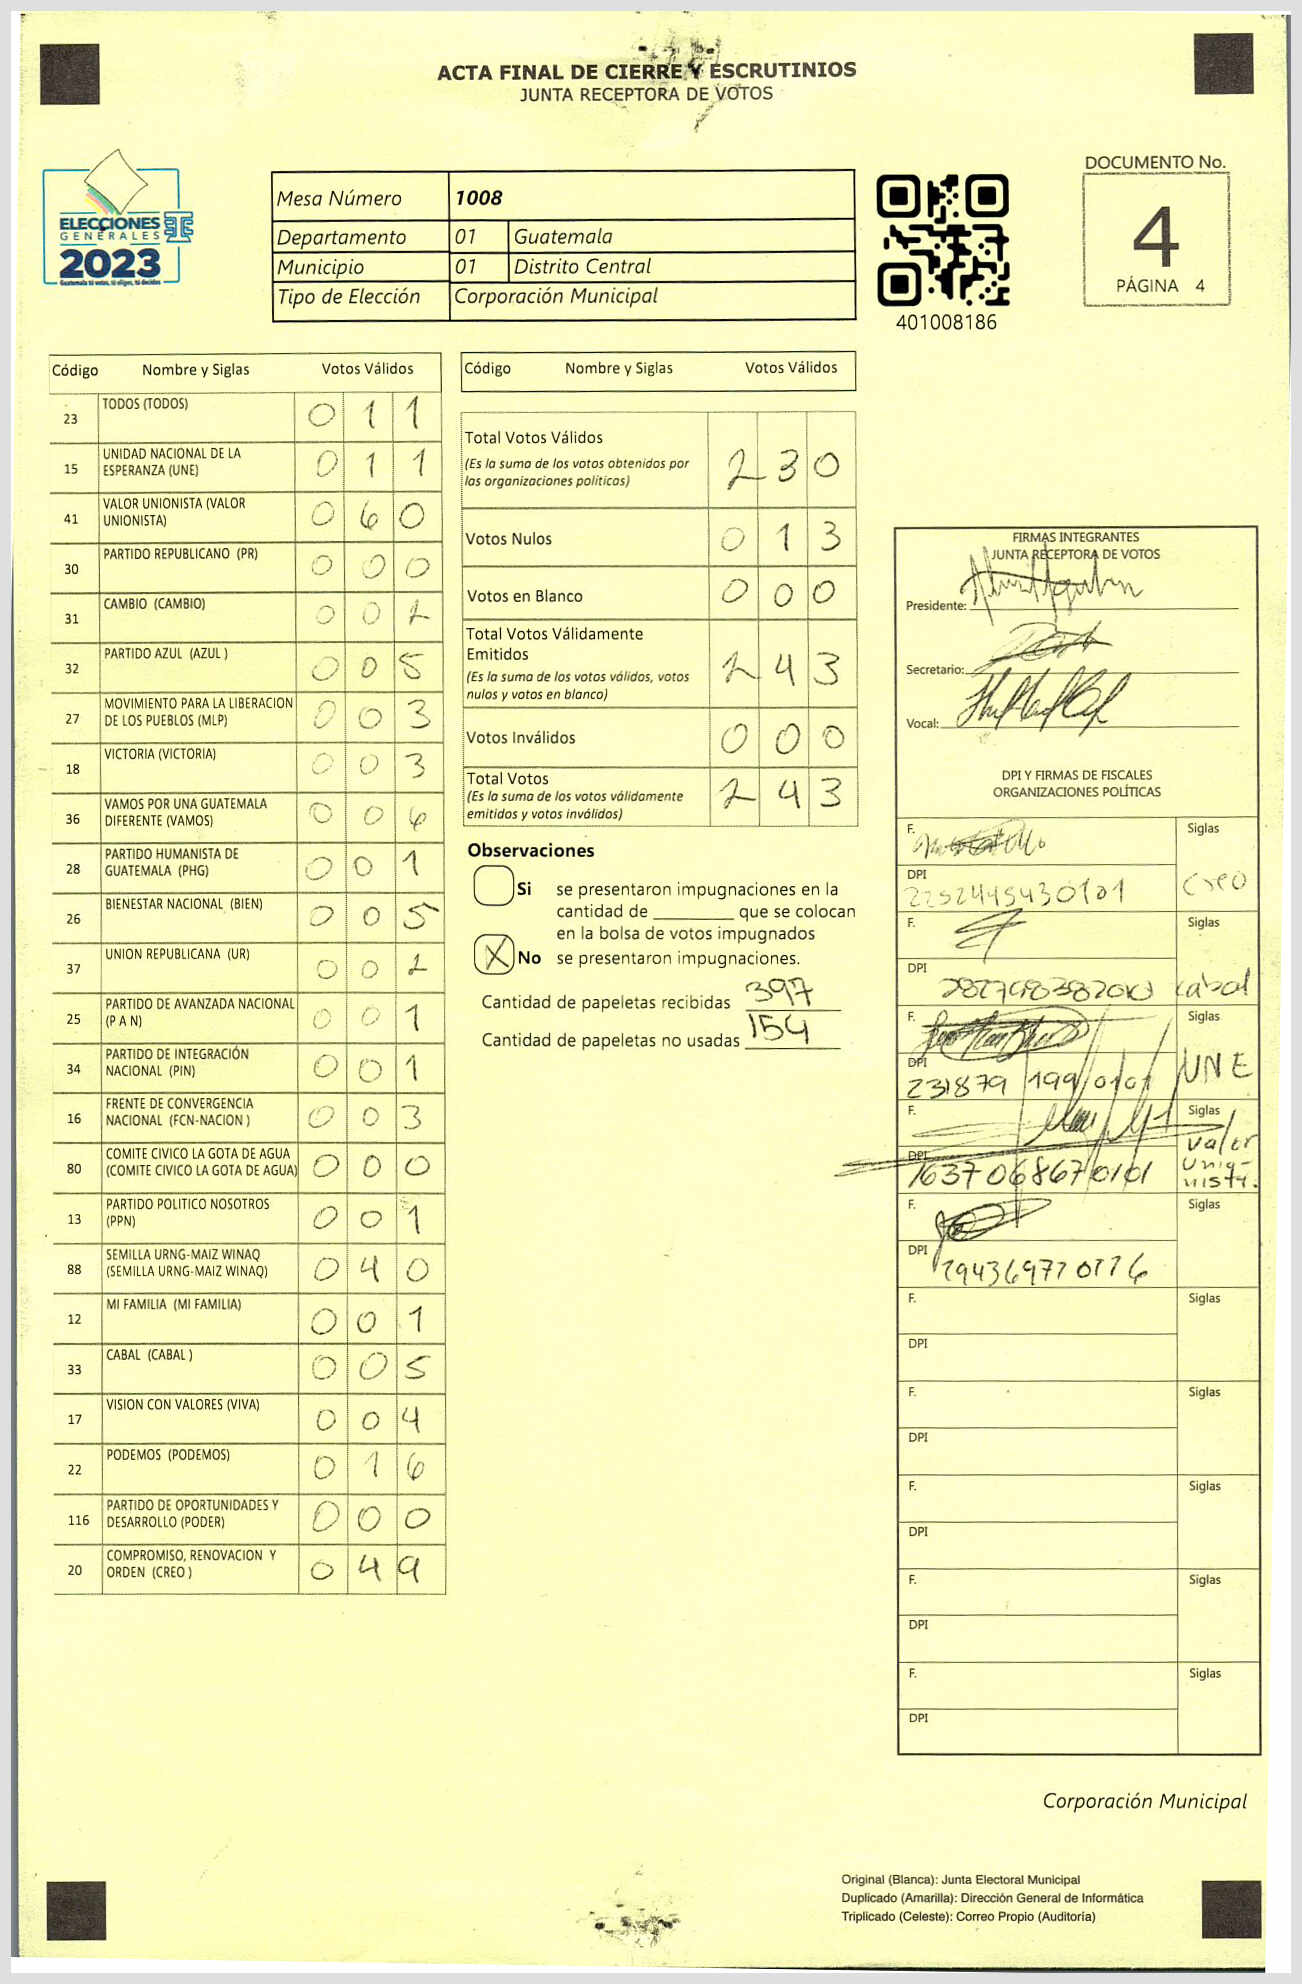 ACTA FINAL DE CIERRE Y ESCRUTINIOS
JUNTA RECEPTORA DE VOTOS
ELECCIONES
GENERALES
2023
Guatemala tú votas, tú eliges, tú decides
Mesa Número 1008
Departamento 01 Guatemala
Municipio 01 Distrito Central
Tipo de Elección Corporación Municipal
401008186
DOCUMENTO No.
4
PÁGINA 4
Código Nombre y Siglas Votos Válidos
23 TODOS (TODOS) 0 1 1
15 UNIDAD NACIONAL DE LA
ESPERANZA (UNE) 0 1 1
41 VALOR UNIONISTA (VALOR
UNIONISTA) 0 6 0
30 PARTIDO REPUBLICANO (PR) 0 0 0
31 CAMBIO (CAMBIO) 0 0 2
32 PARTIDO AZUL (AZUL ) 0 0 5
27 MOVIMIENTO PARA LA LIBERACION
DE LOS PUEBLOS (MLP) 0 0 3
18 VICTORIA (VICTORIA) 0 0 3
36 VAMOS POR UNA GUATEMALA
DIFERENTE (VAMOS) 0 0 6
28 PARTIDO HUMANISTA DE
GUATEMALA (PHG) 0 0 1
26 BIENESTAR NACIONAL (BIEN) 0 0 5
37 UNION REPUBLICANA (UR) 0 0 2
25 PARTIDO DE AVANZADA NACIONAL
(P A N) 0 0 1
34 PARTIDO DE INTEGRACIÓN
NACIONAL (PIN) 0 0 1
16 FRENTE DE CONVERGENCIA
NACIONAL (FCN-NACION ) 0 0 3
80 COMITE CIVICO LA GOTA DE AGUA
(COMITE CIVICO LA GOTA DE AGUA) 0 0 0
13 PARTIDO POLITICO NOSOTROS
(PPN) 0 0 1
88 SEMILLA URNG-MAIZ WINAQ
(SEMILLA URNG-MAIZ WINAQ) 0 4 0
12 MI FAMILIA (MI FAMILIA) 0 0 1
33 CABAL (CABAL ) 0 0 5
17 VISION CON VALORES (VIVA) 0 0 4
22 PODEMOS (PODEMOS) 0 1 6
116 PARTIDO DE OPORTUNIDADES Y
DESARROLLO (PODER) 0 0 0
20 COMPROMISO, RENOVACION Y
ORDEN (CREO ) 0 4 9
Código Nombre y Siglas Votos Válidos
Total Votos Válidos
(Es la suma de los votos obtenidos por
las organizaciones políticas) 2 3 0
Votos Nulos 0 1 3
Votos en Blanco 0 0 0
Total Votos Válidamente
Emitidos
(Es la suma de los votos válidos, votos
nulos y votos en blanco) 2 4 3
Votos Inválidos 0 0 0
Total Votos
(Es la suma de los votos válidamente
emitidos y votos inválidos) 2 4 3
Observaciones
Si se presentaron impugnaciones en la
cantidad de ________ que se colocan
en la bolsa de votos impugnados
X No se presentaron impugnaciones.
Cantidad de papeletas recibidas 397
Cantidad de papeletas no usadas 154
FIRMAS INTEGRANTES
JUNTA RECEPTORA DE VOTOS
Presidente:
Secretario:
Vocal:
DPI Y FIRMAS DE FISCALES
ORGANIZACIONES POLÍTICAS
F. Siglas
DPI
2252445430101 Creo
F. Siglas
DPI
Cabal
F. Siglas
DPI
231879 199 0101 UNE
F. Siglas
DPI
1637068670101 Valor
Unio-
nista.
F. Siglas
DPI
F. Siglas
DPI
F. Siglas
DPI
F. Siglas
DPI
F. Siglas
DPI
F. Siglas
DPI
Corporación Municipal
Original (Blanca): Junta Electoral Municipal
Duplicado (Amarilla): Dirección General de Informática
Triplicado (Celeste): Correo Propio (Auditoría)